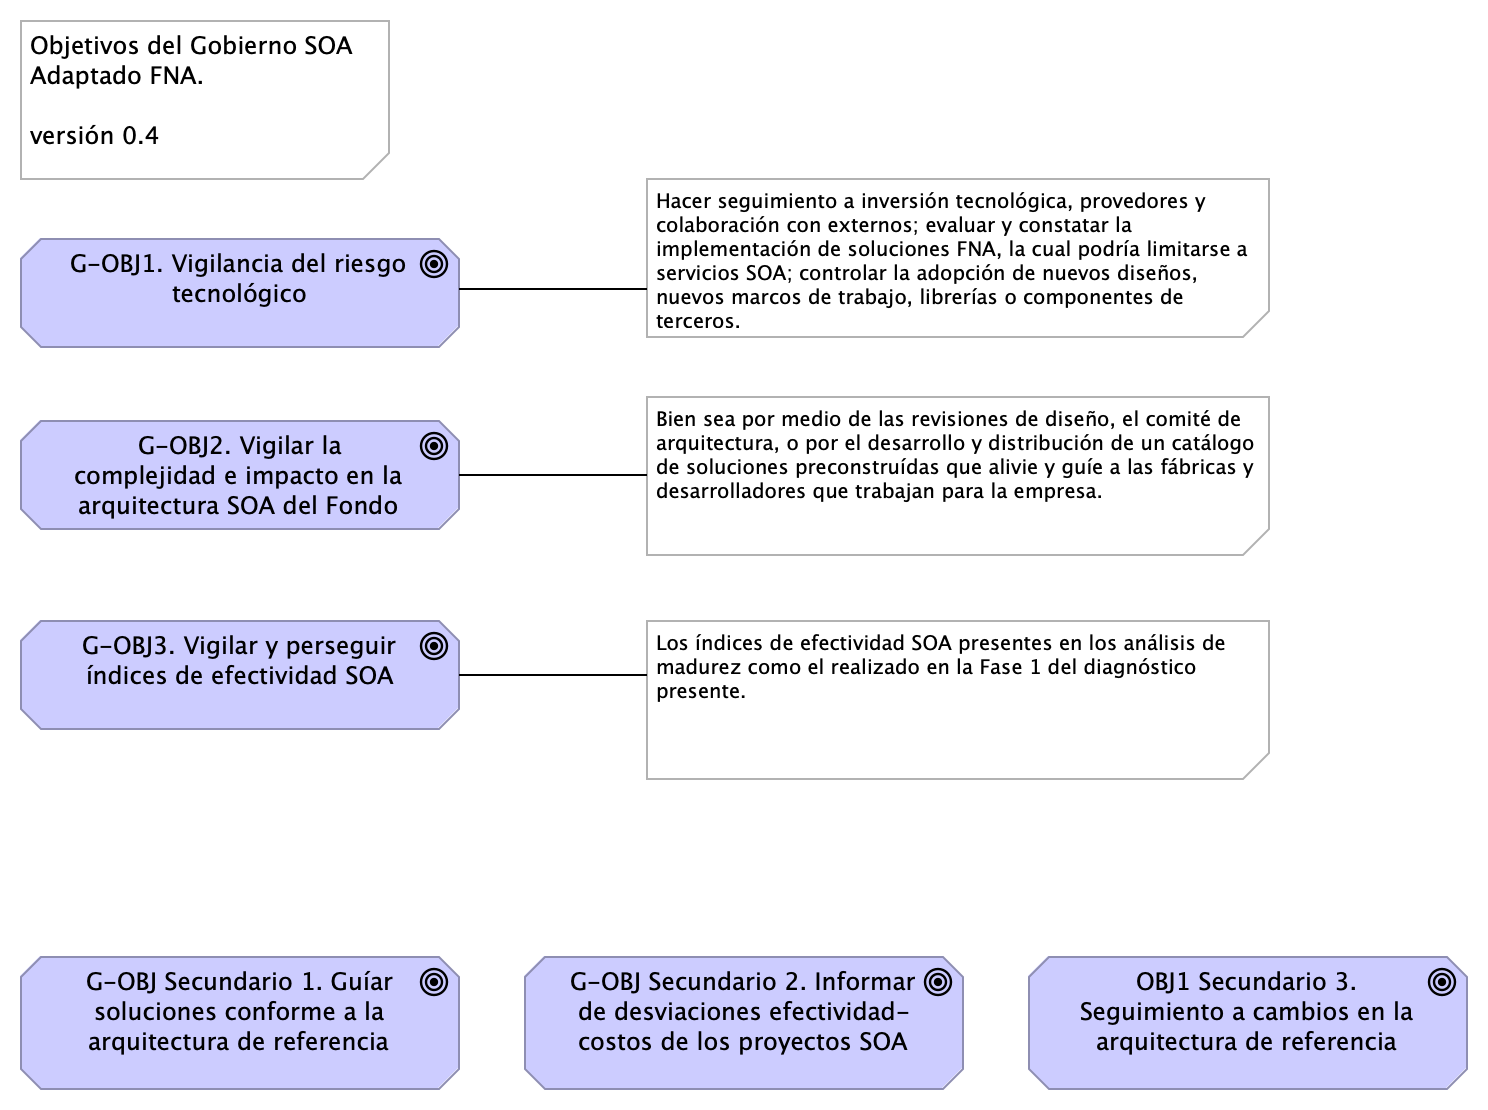 Objetivos del Gobierno SOA
Adaptado FNA.
versión 0.4
G-OBJ1. Vigilancia del riesgo
tecnológico
Hacer seguimiento a inversión tecnológica, provedores y
colaboración con externos; evaluar y constatar la
implementación de soluciones FNA, la cual podría limitarse a
servicios SOA; controlar la adopción de nuevos diseños,
nuevos marcos de trabajo, librerías o componentes de
terceros.
G-OBJ2. Vigilar la
complejidad e impacto en la
arquitectura SOA del Fondo
Bien sea por medio de las revisiones de diseño, el comité de
arquitectura, o por el desarrollo y distribución de un catálogo
de soluciones preconstruídas que alivie y guíe a las fábricas y
desarrolladores que trabajan para la empresa.
G-OBJ3. Vigilar y perseguir
índices de efectividad SOA
Los índices de efectividad SOA presentes en los análisis de
madurez como el realizado en la Fase 1 del diagnóstico
presente.
G-OBJ Secundario 1. Guíar
soluciones conforme a la
arquitectura de referencia
G-OBJ Secundario 2. Informar
de desviaciones efectividad-
costos de los proyectos SOA
OBJ1 Secundario 3.
Seguimiento a cambios en la
arquitectura de referencia